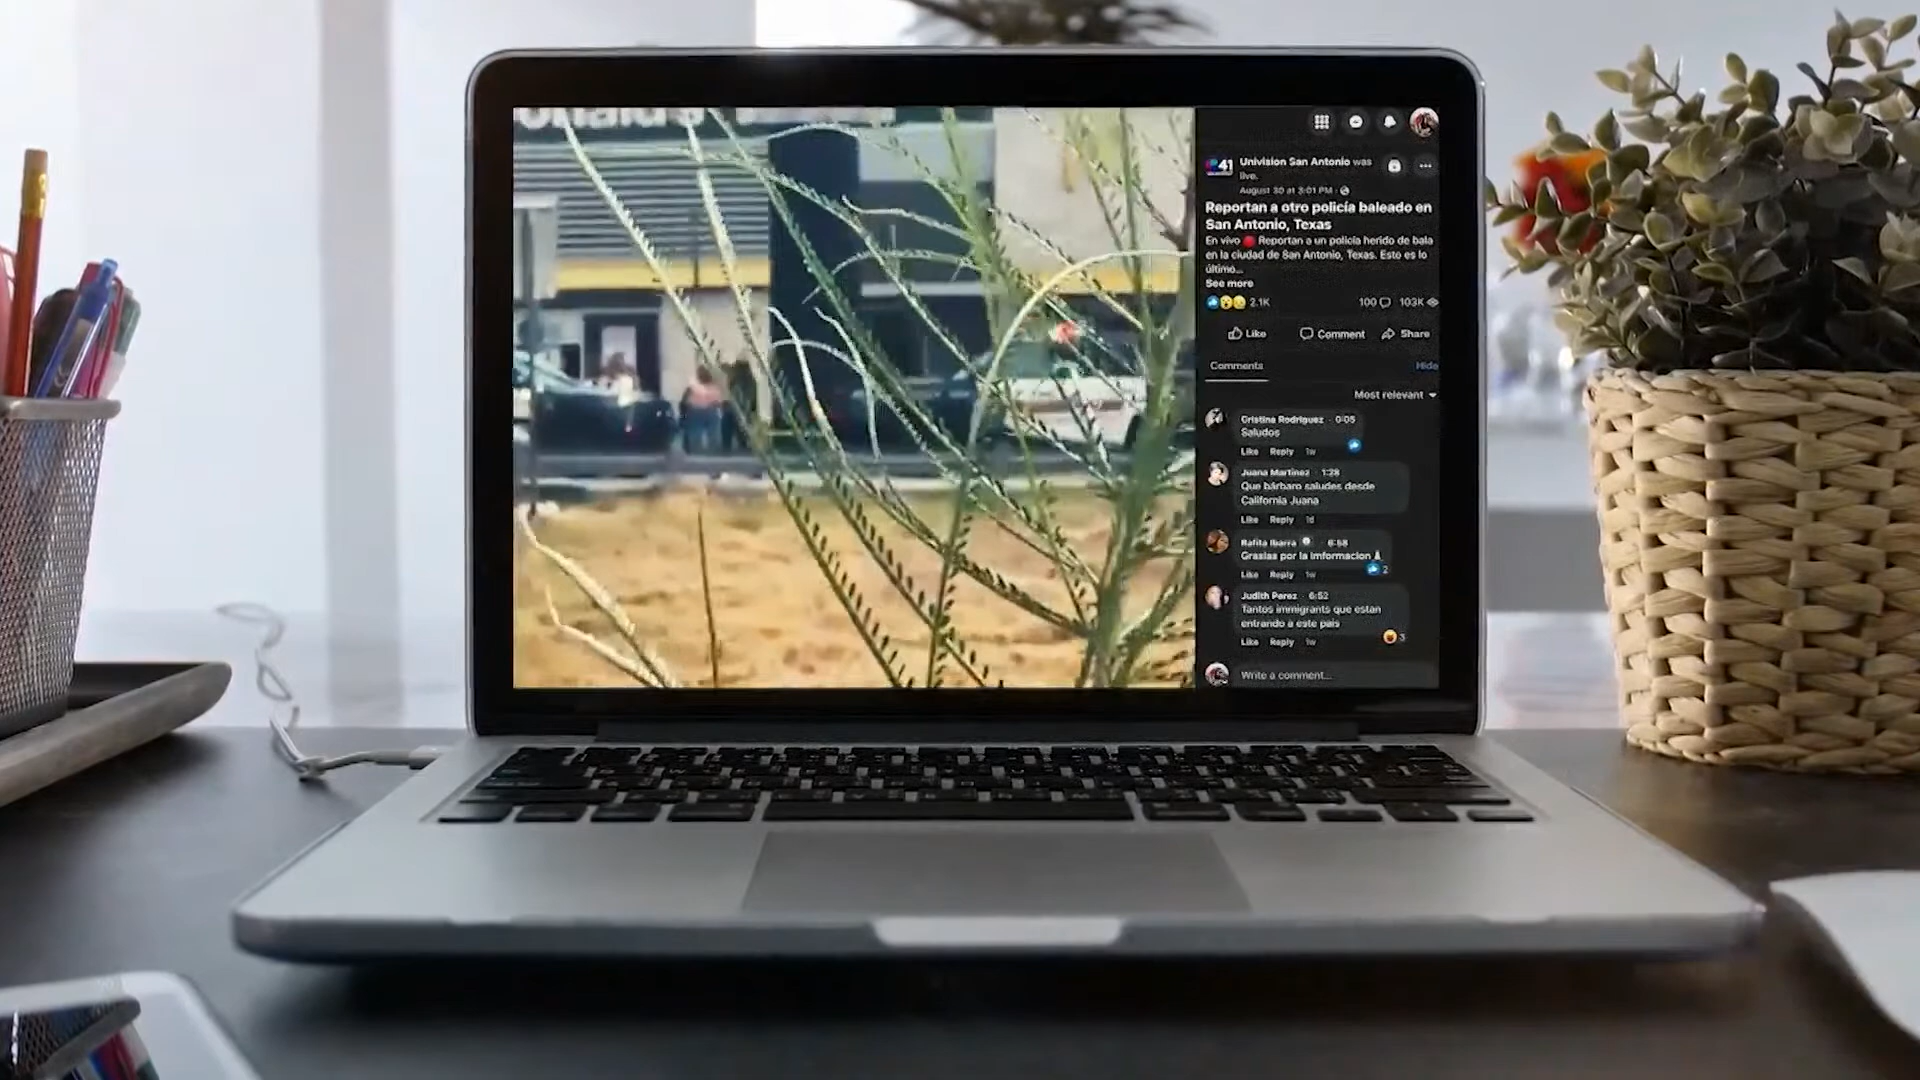 onald's
41
Univision San Antonio was
live.
August 30 at 3:01 PM ·
Reportan a otro policía baleado en
San Antonio, Texas
En vivo 🔴 Reportan a un policía herido de bala
en la ciudad de San Antonio, Texas. Esto es lo
último...
See more
2.1K 100 103K
Like Comment Share
Comments Hide
Most relevant
Cristina Rodriguez · 0:05
Saludos
Like Reply 1w
Juana Martinez · 1:28
Que bárbaro saludes desde
California Juana
Like Reply 1d
Rafita Ibarra · 6:58
Grasias por la imformacion
2
Like Reply 1w
Judith Perez · 6:52
Tantos immigrants que estan
entrando a este pais
3
Like Reply 1w
Write a comment...